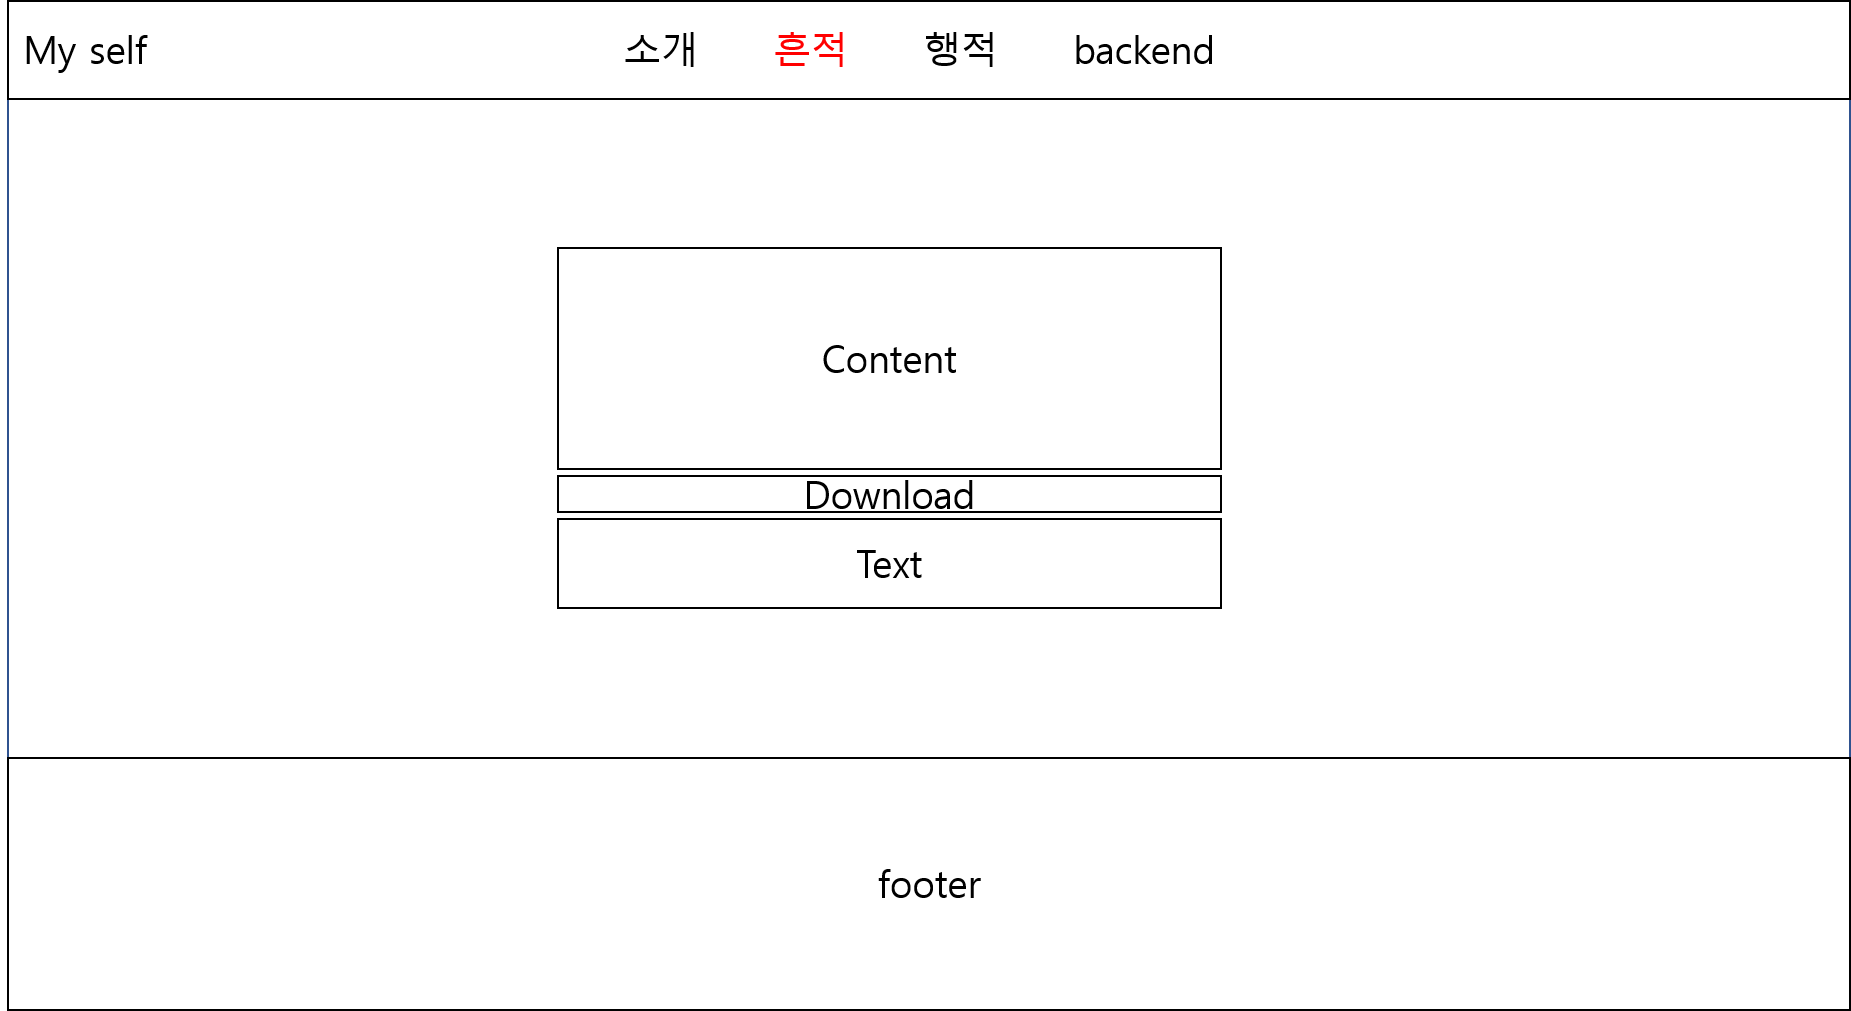 My self 소개 흔적 행적 backend
Content
Download
Text
footer